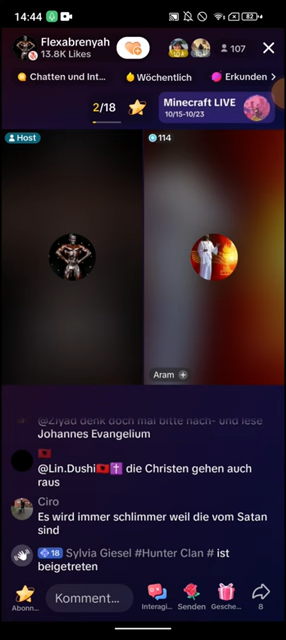 14:44
82
Flexabrenyah
13.8K Likes
107
Chatten und Int...
Wöchentlich
Erkunden
2/18
Minecraft LIVE
10/15-10/23
Host
114
Aram +
@Ziyad denk doch mal bitte nach- und lese
Johannes Evangelium
@Lin.Dushi🇦🇱✝️ die Christen gehen auch
raus
Ciro
Es wird immer schlimmer weil die vom Satan
sind
18 Sylvia Giesel #Hunter Clan # ist
beigetreten
Abonn...
Komment...
Interagi...
Senden
Gesche...
8